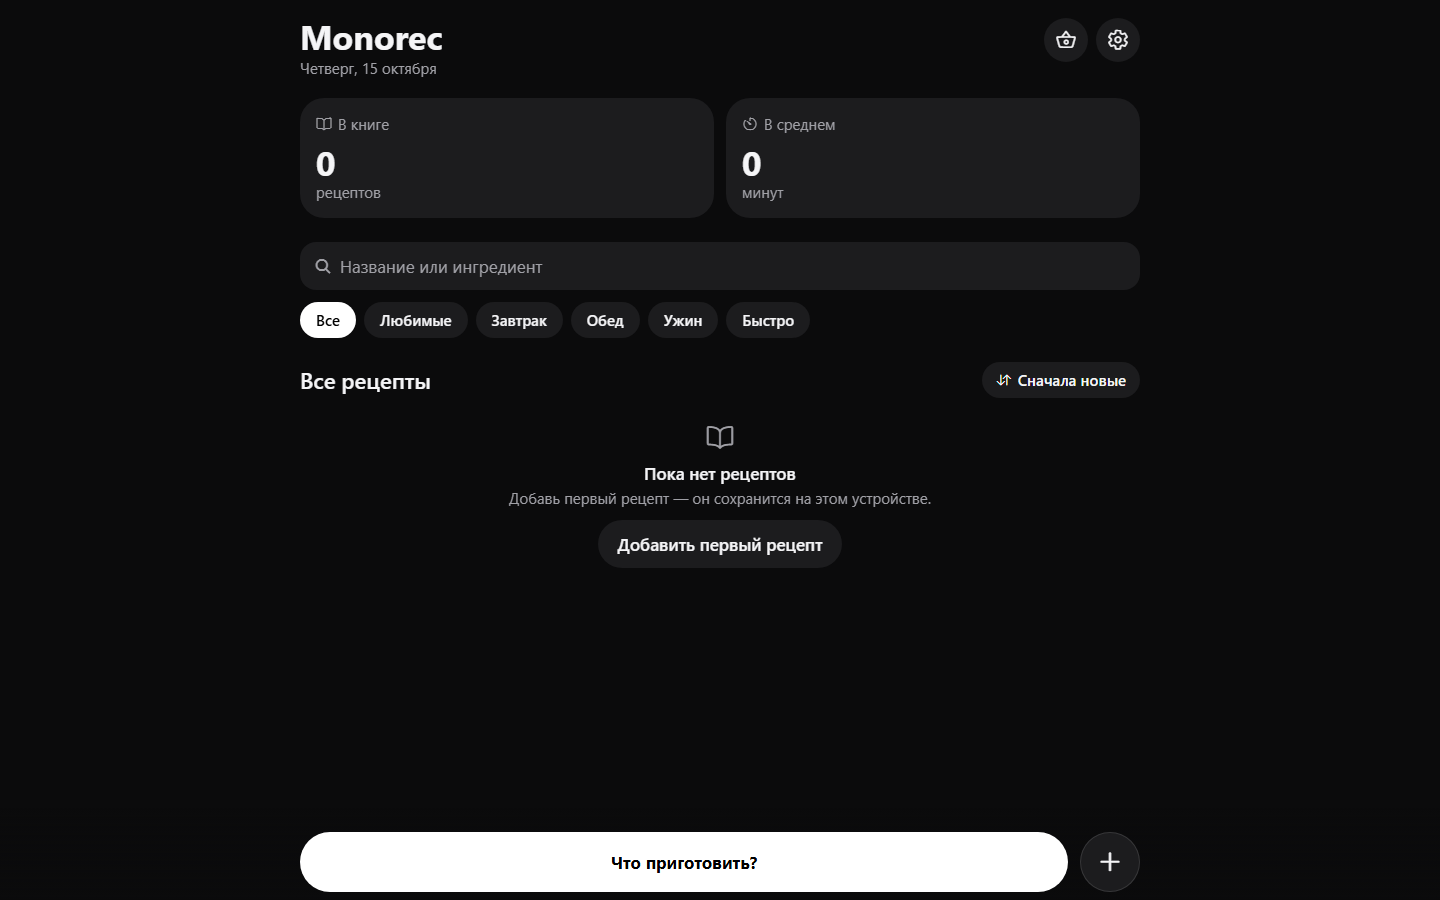 Monorec
Четверг, 15 октября
В книге
0
рецептов
В среднем
0
минут
Название или ингредиент
Все
Любимые
Завтрак
Обед
Ужин
Быстро
Все рецепты
Сначала новые
Пока нет рецептов
Добавь первый рецепт — он сохранится на этом устройстве.
Добавить первый рецепт
Что приготовить?